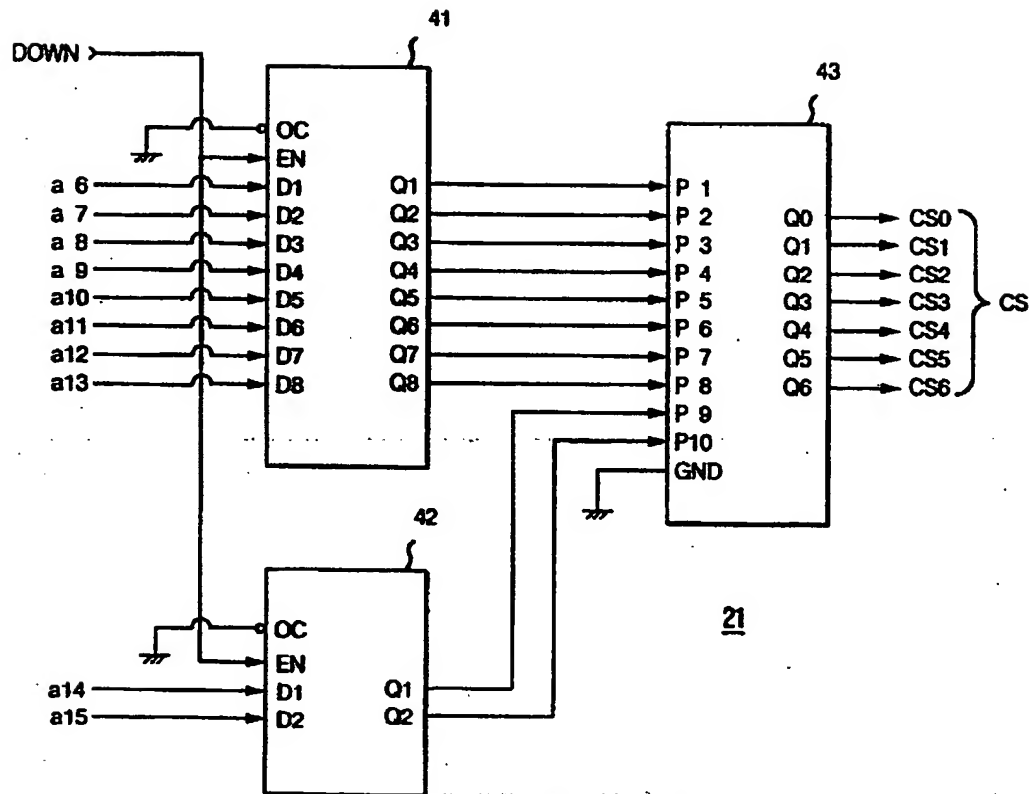 41
DOWN
43
OC
EN
a 6 D1 Q1 P 1
a 7 D2 Q2 P 2 Q0 CS0
a 8 D3 Q3 P 3 Q1 CS1
a 9 D4 Q4 P 4 Q2 CS2
a10 D5 Q5 P 5 Q3 CS3 CS
a11 D6 Q6 P 6 Q4 CS4
a12 D7 Q7 P 7 Q5 CS5
a13 D8 Q8 P 8 Q6 CS6
P 9
P10
GND
42
21
OC
EN
a14 D1 Q1
a15 D2 Q2